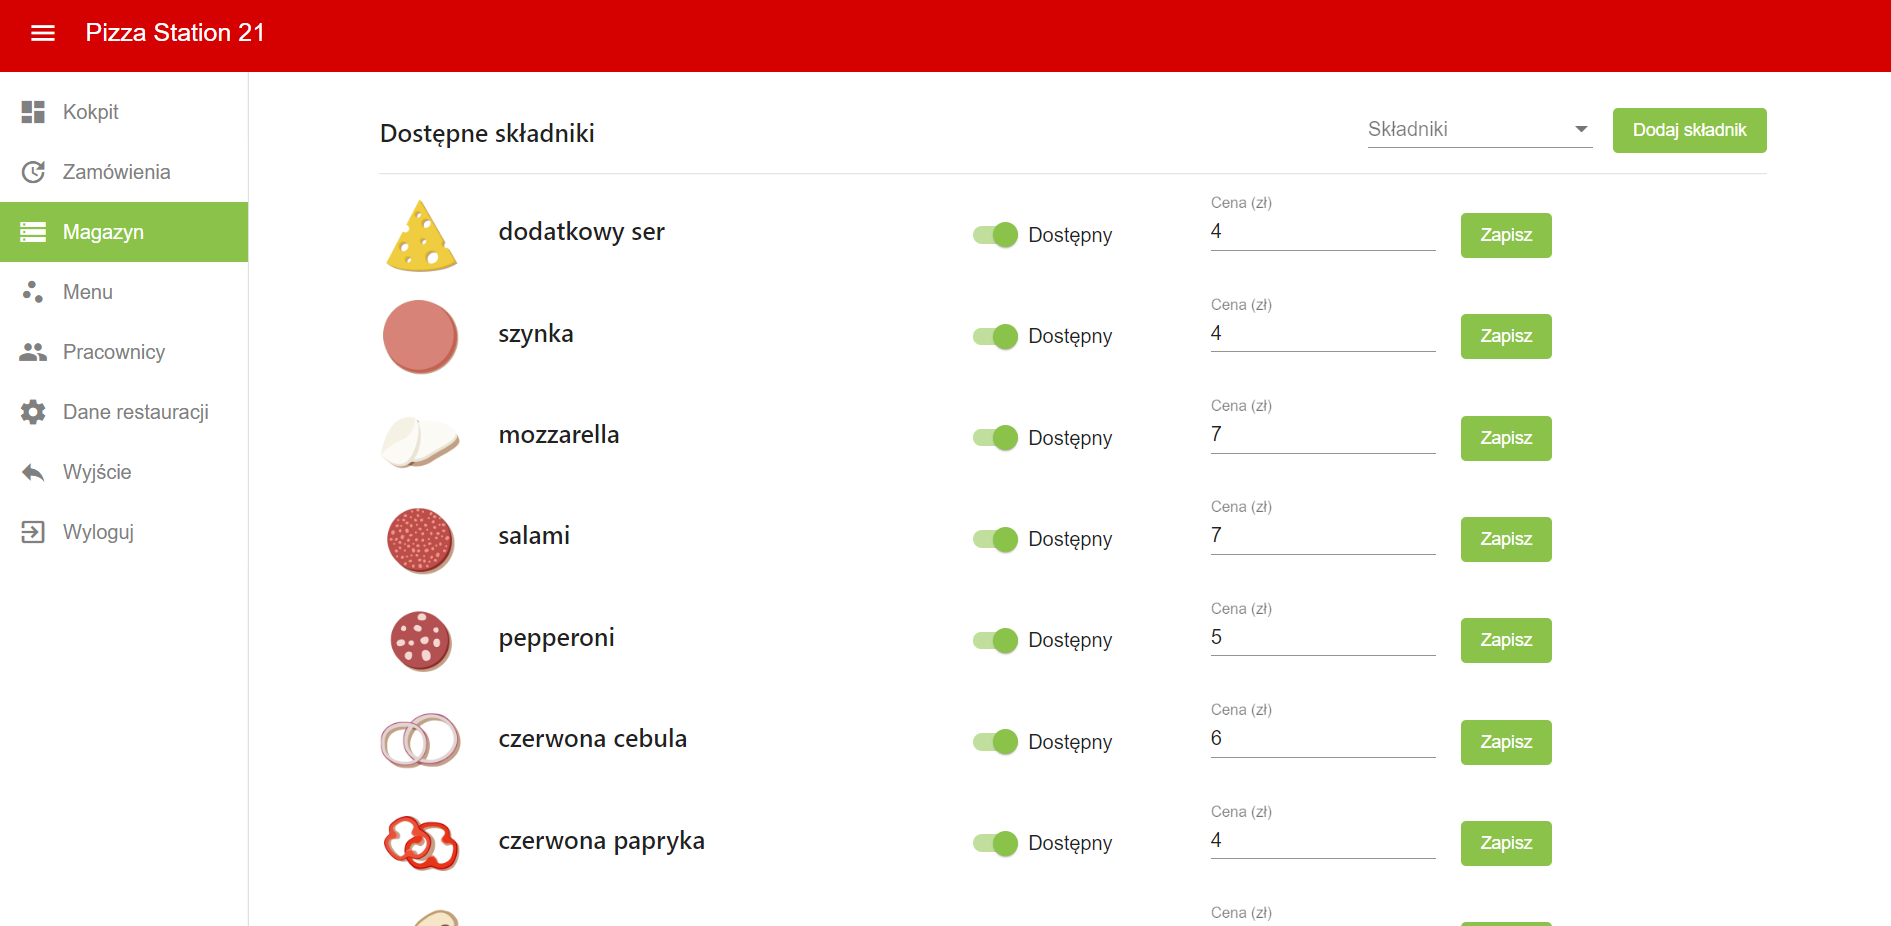 Pizza Station 21
Kokpit
Zamówienia
Magazyn
Menu
Pracownicy
Dane restauracji
Wyjście
Wyloguj
Dostępne składniki
Składniki
Dodaj składnik
dodatkowy ser
Dostępny
Cena (zł)
4
Zapisz
szynka
Dostępny
Cena (zł)
4
Zapisz
mozzarella
Dostępny
Cena (zł)
7
Zapisz
salami
Dostępny
Cena (zł)
7
Zapisz
pepperoni
Dostępny
Cena (zł)
5
Zapisz
czerwona cebula
Dostępny
Cena (zł)
6
Zapisz
czerwona papryka
Dostępny
Cena (zł)
4
Zapisz
Cena (zł)